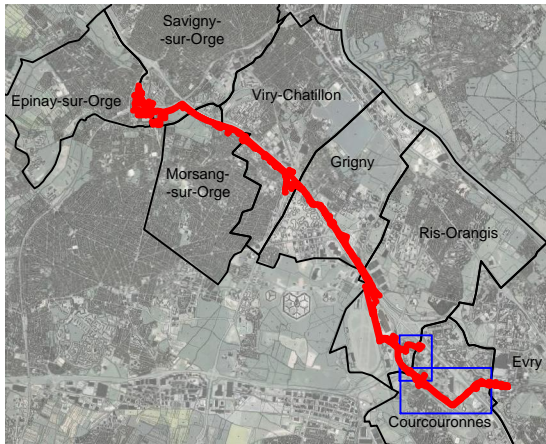 Savigny-
-sur-Orge
Epinay-sur-Orge
Viry-Chatillon
Grigny
Morsang-
-sur-Orge
Ris-Orangis
Evry
Courcouronnes